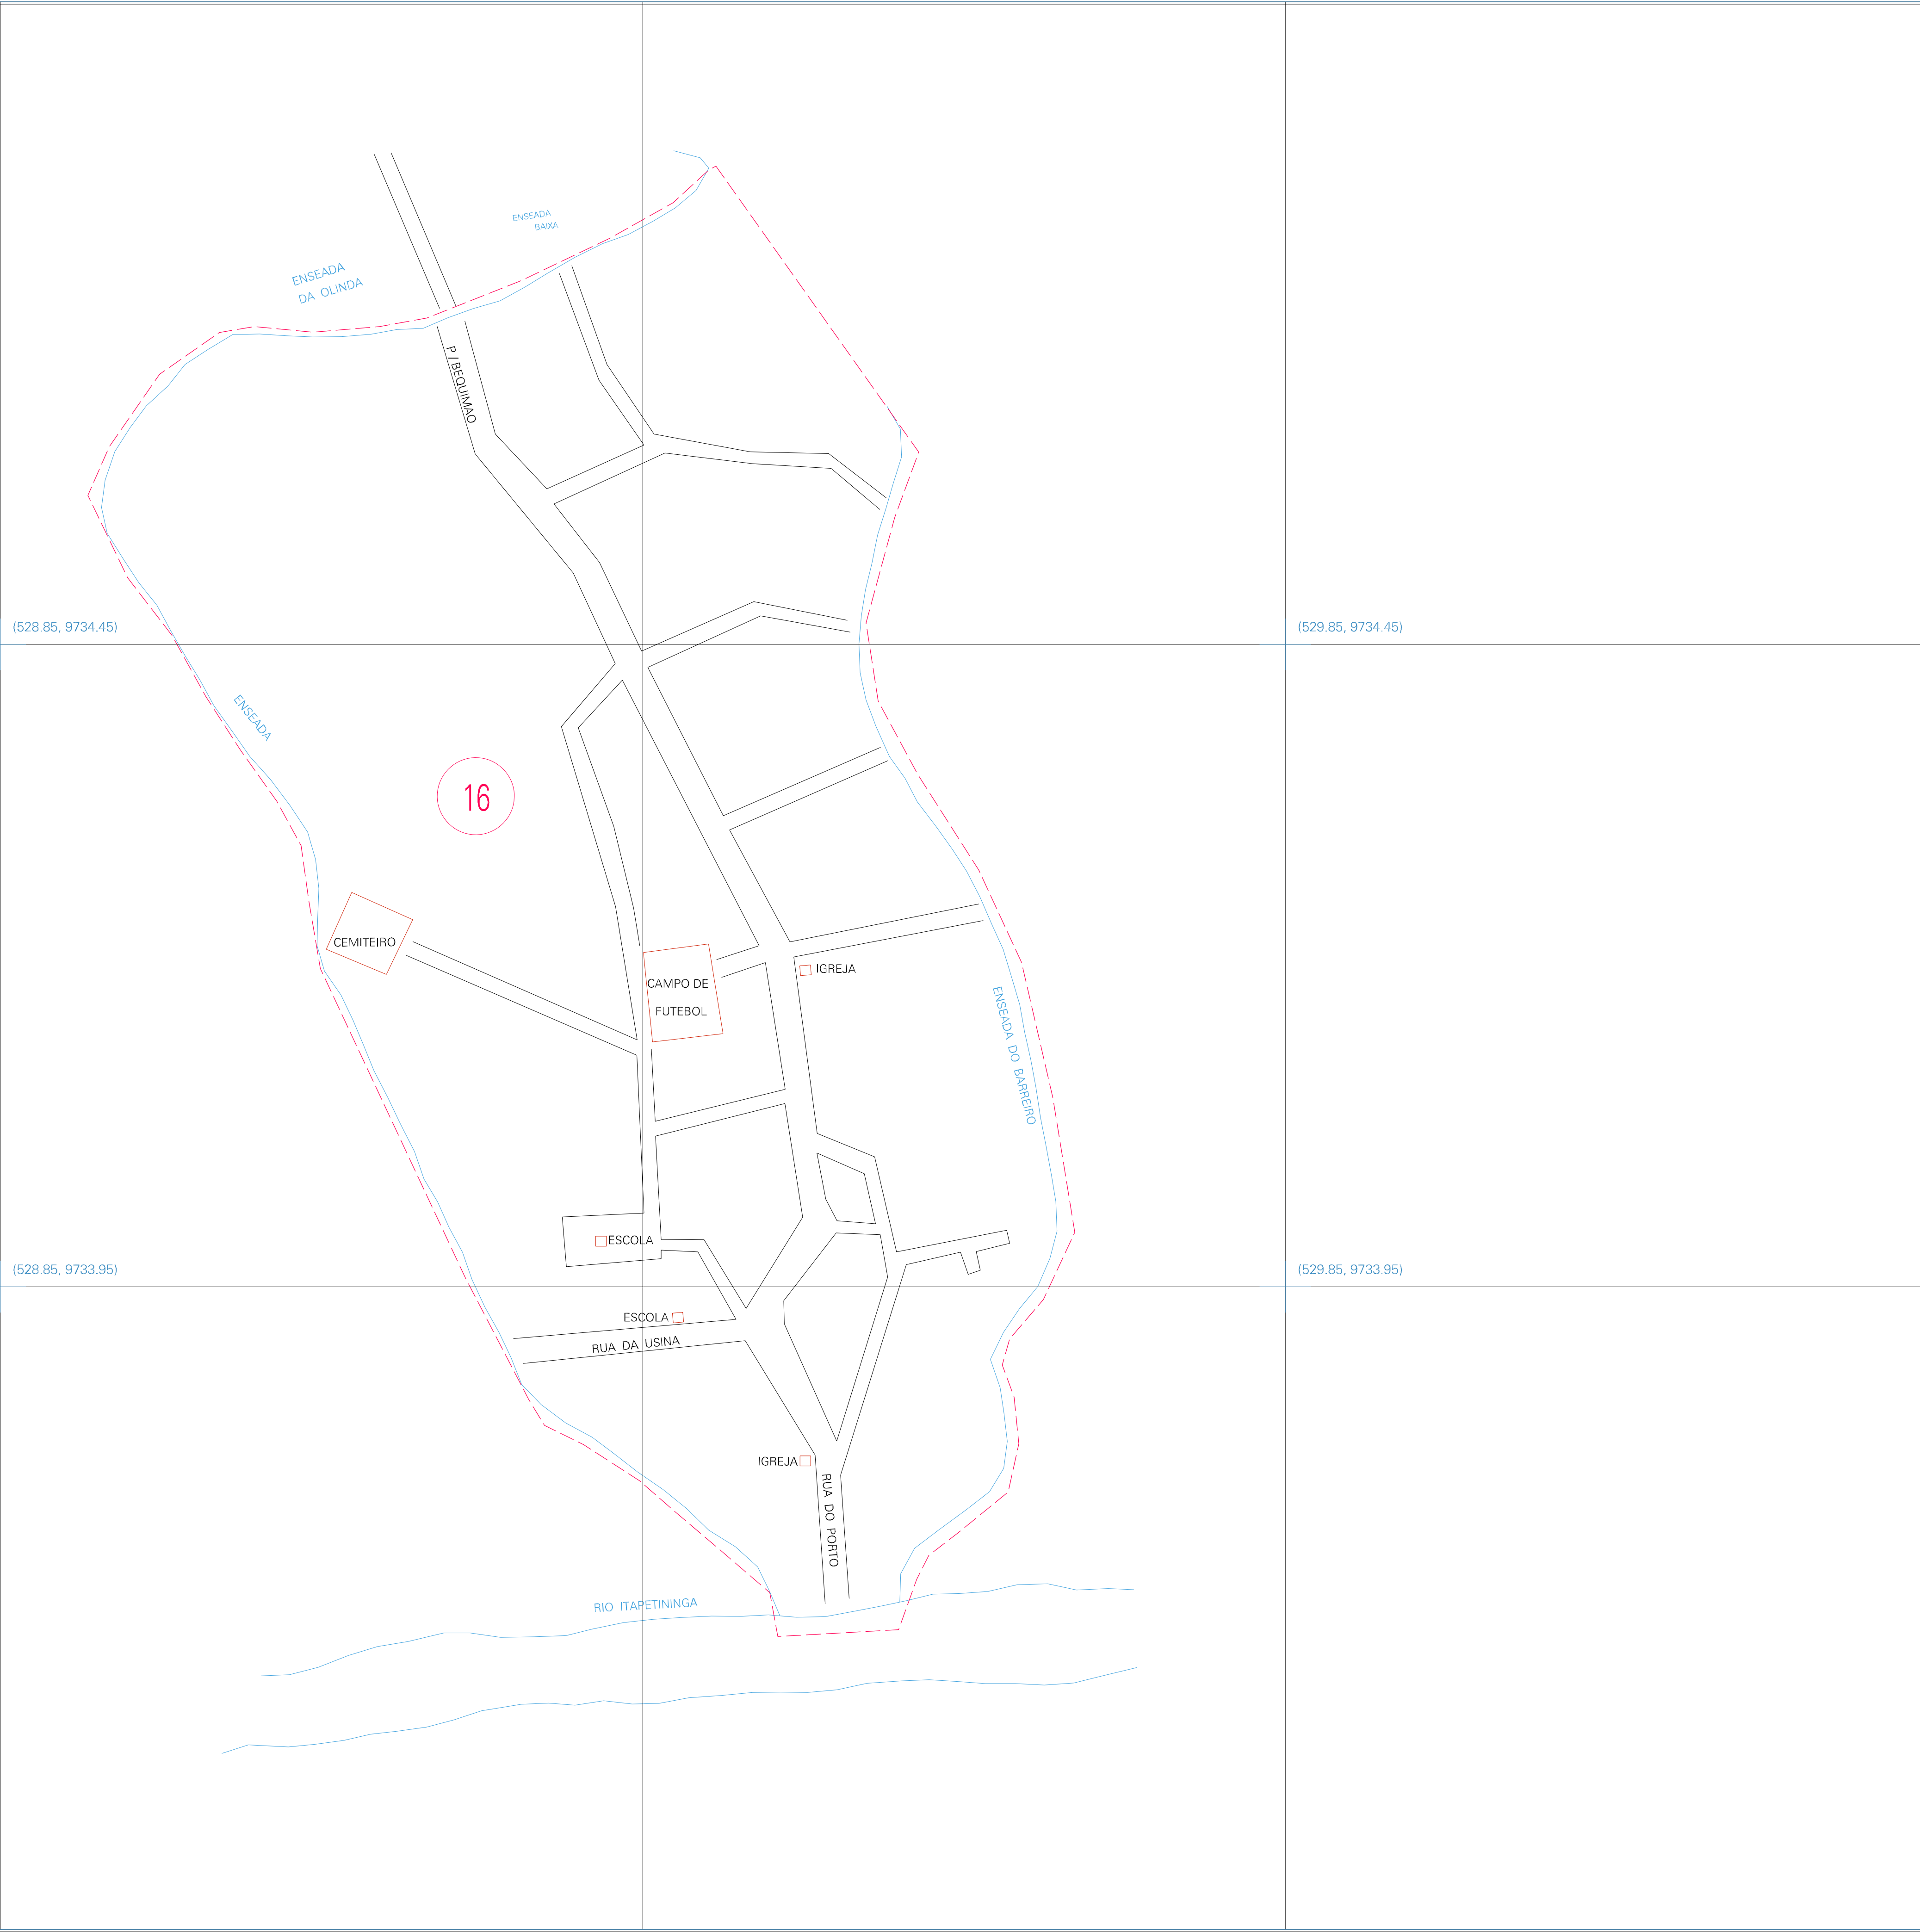 ENSEADA
BAIXA
ENSEADA
DA OLINDA
P/BEQUIMAO
(528.85, 9734.45)
(529.85, 9734.45)
ENSEADA
16
CEMITEIRO
CAMPO DE
FUTEBOL
IGREJA
ENSEADA DO BARREIRO
ESCOLA
(528.85, 9733.95)
(529.85, 9733.95)
ESCOLA
RUA DA USINA
IGREJA
RUA DO PORTO
RIO ITAPETININGA